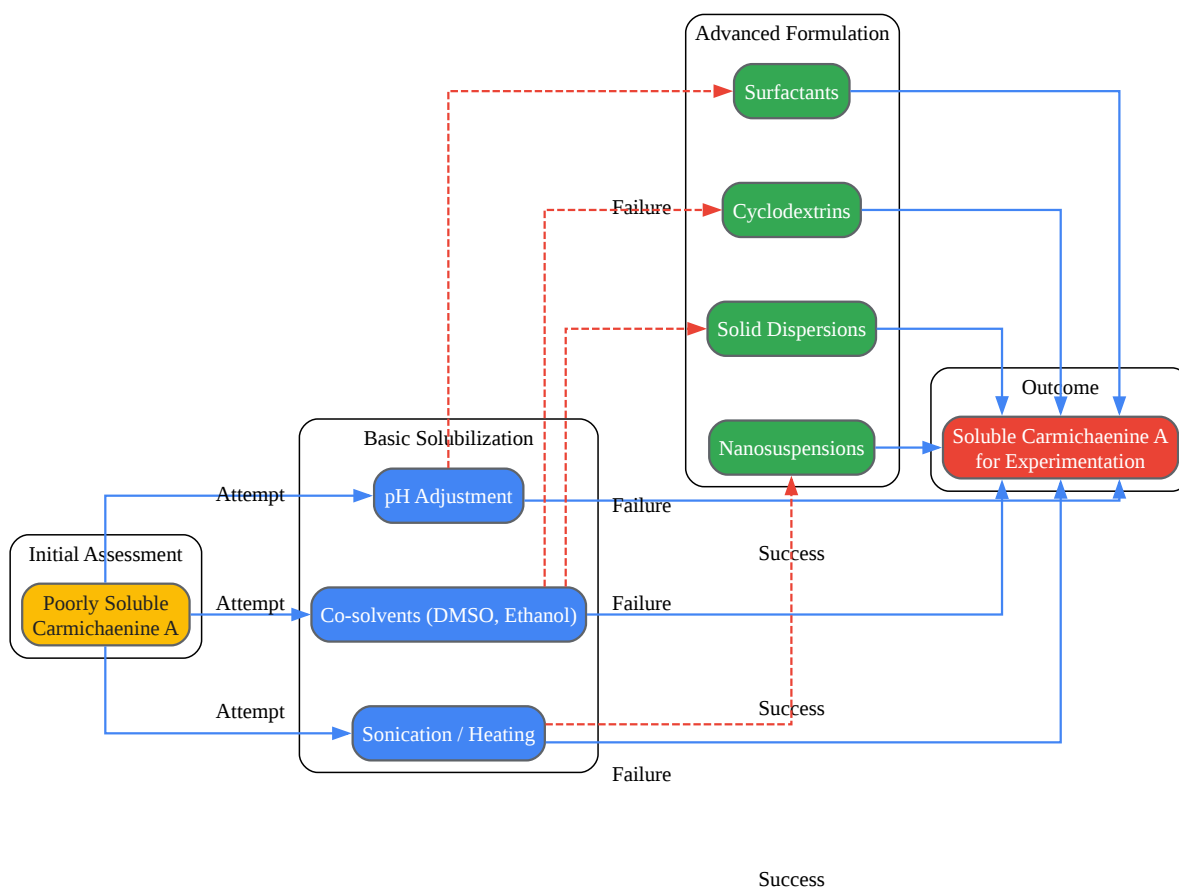 Advanced Formulation
Surfactants
Failure
Cyclodextrins
Solid Dispersions
Outcome
Basic Solubilization
Nanosuspensions
Soluble Carmichaenine A
for Experimentation
Attempt
pH Adjustment
Failure
Initial Assessment
Success
Poorly Soluble
Carmichaenine A
Attempt
Co-solvents (DMSO, Ethanol)
Failure
Attempt
Success
Sonication / Heating
Failure
Success